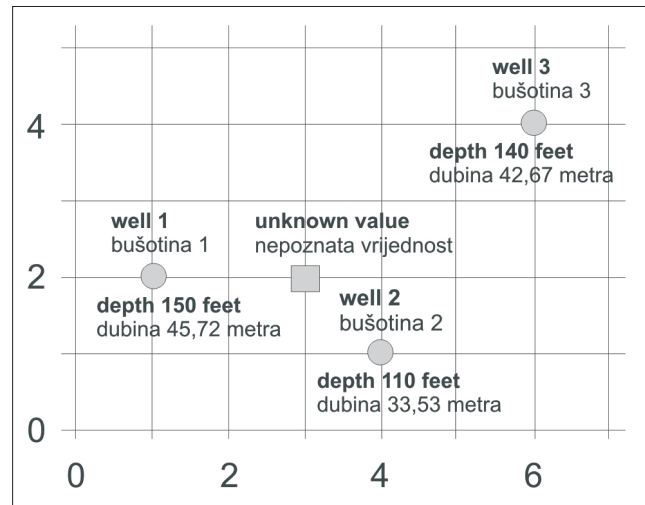 well 3
bušotina 3
4
depth 140 feet
dubina 42,67 metra
well 1
bušotina 1
unknown value
nepoznata vrijednost
2
well 2
bušotina 2
depth 150 feet
dubina 45,72 metra
depth 110 feet
dubina 33,53 metra
0
0 2 4 6